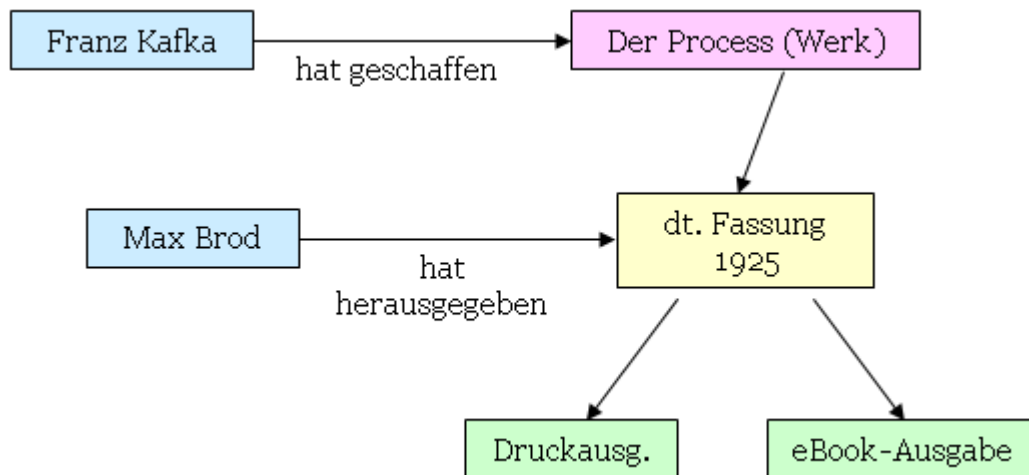 Franz Kafka
Der Process (Werk)
hat geschaffen
Max Brod
dt. Fassung
1925
hat
herausgegeben
Druckausg.
eBook-Ausgabe